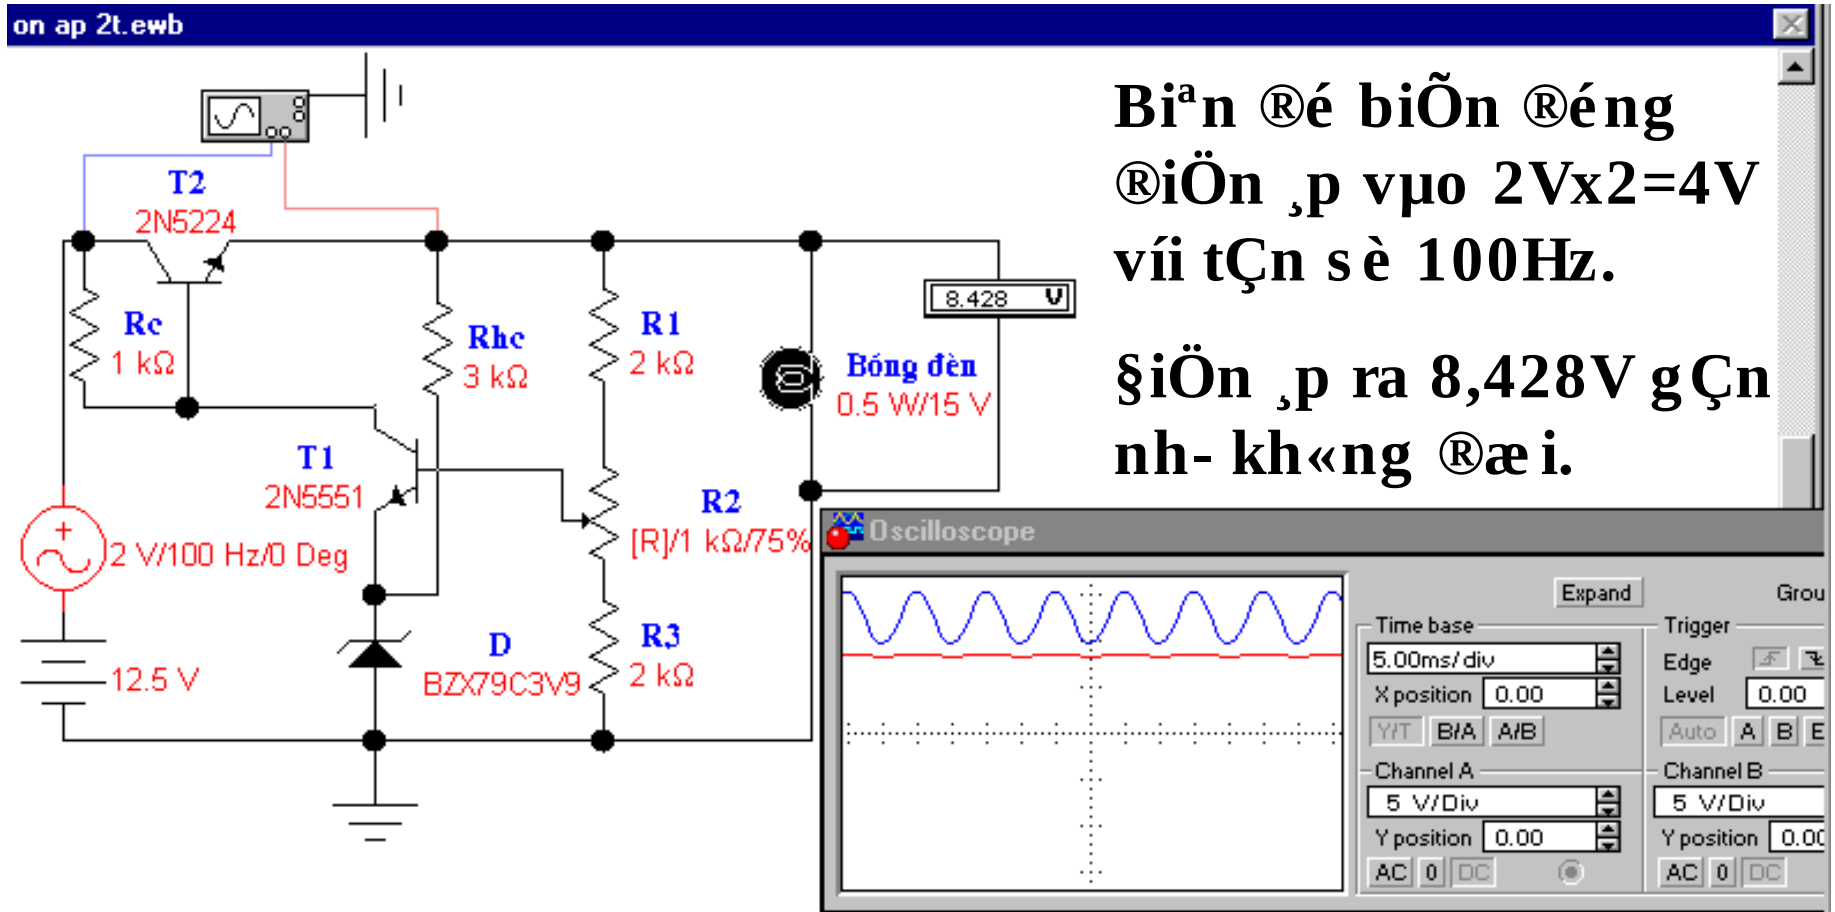 on ap 2t.ewb
Biªn ®é biÕn ®éng
®iÖn ¸p vµo 2Vx2=4V
víi tÇn sè 100Hz.
§iÖn ¸p ra 8,428V gÇn
nh- kh«ng ®æi.
T2
2N5224
Rc
1 kΩ
Rhc
3 kΩ
R1
2 kΩ
8.428 V
Bóng đèn
0.5 W/15 V
T1
2N5551
R2
[R]/1 kΩ/75%
2 V/100 Hz/0 Deg
D
BZX79C3V9
R3
2 kΩ
12.5 V
Oscilloscope
Expand
Grou
Time base
5.00ms/div
X position 0.00
Y/T B/A A/B
Trigger
Edge
Level 0.00
Auto A B E
Channel A
5 V/Div
Y position 0.00
AC 0 DC
Channel B
5 V/Div
Y position 0.00
AC 0 DC